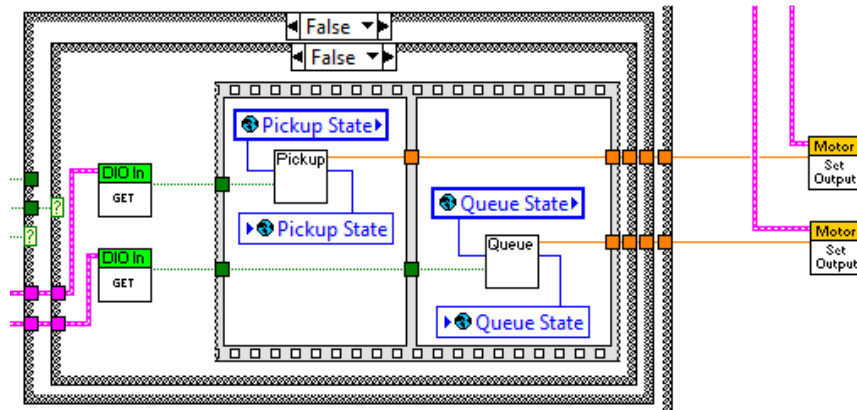 False
False
Pickup State
Motor
Pickup
Set
Output
DIO In
GET
?
Queue State
Pickup State
?
Motor
Queue
Set
Output
DIO In
GET
Queue State